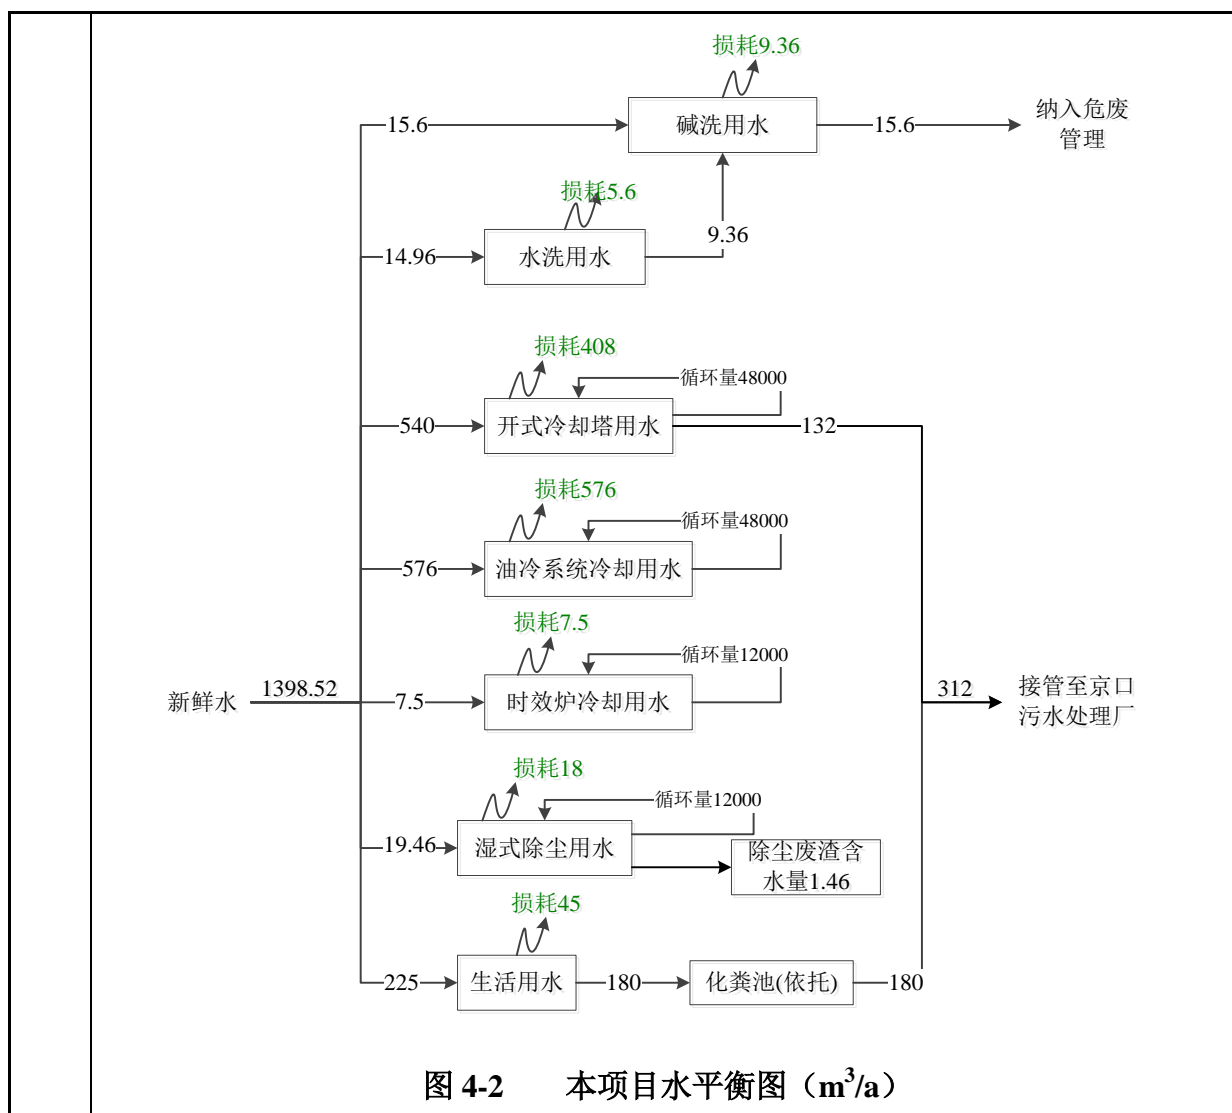 损耗9.36
15.6
碱洗用水
15.6
纳入危废
管理
损耗5.6
14.96
水洗用水
9.36
损耗408
循环量48000
540
开式冷却塔用水
132
损耗576
循环量48000
576
油冷系统冷却用水
损耗7.5
循环量12000
新鲜水
1398.52
7.5
时效炉冷却用水
312
接管至京口
污水处理厂
损耗18
循环量12000
19.46
湿式除尘用水
除尘废渣含
水量1.46
损耗45
225
生活用水
180
化粪池(依托)
180
图 4-2 本项目水平衡图（m³/a）